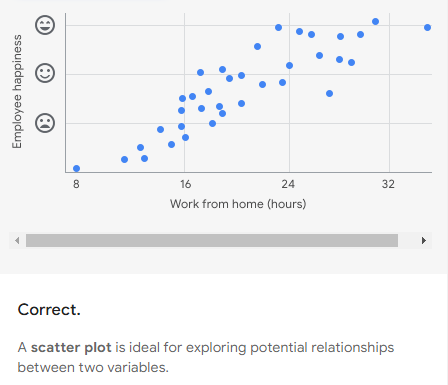 Employee happiness
8 16 24 32
Work from home (hours)
Correct.
A scatter plot is ideal for exploring potential relationships
between two variables.